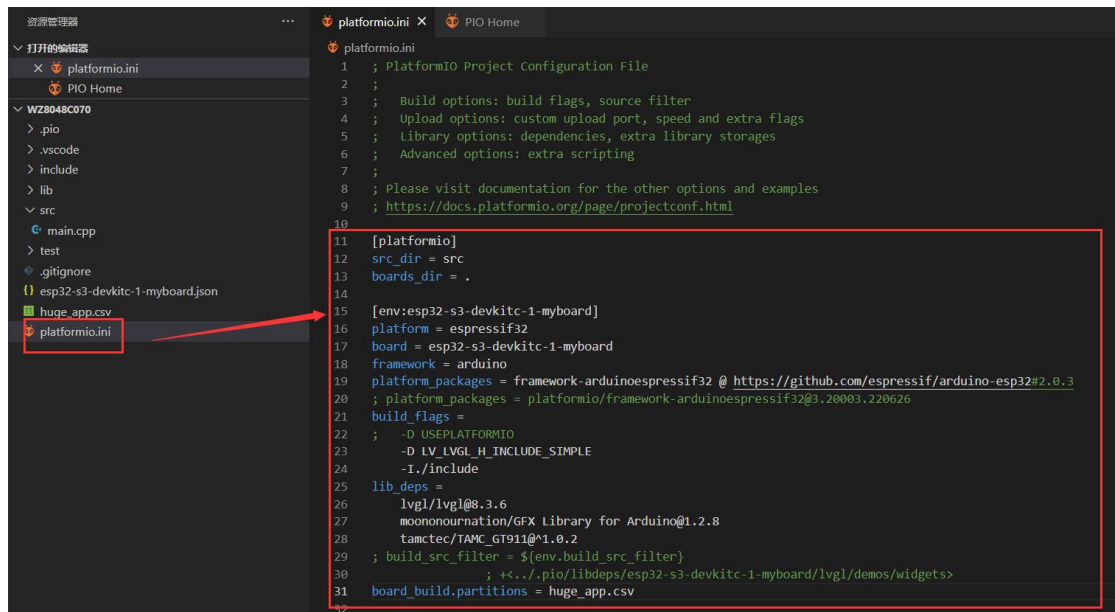 资源管理器 ···
打开的编辑器
platformio.ini
PIO Home
WZ8048C070
.pio
.vscode
include
lib
src
main.cpp
test
.gitignore
esp32-s3-devkitc-1-myboard.json
huge_app.csv
platformio.ini
platformio.ini PIO Home
platformio.ini
1 ; PlatformIO Project Configuration File
2 ;
3 ;   Build options: build flags, source filter
4 ;   Upload options: custom upload port, speed and extra flags
5 ;   Library options: dependencies, extra library storages
6 ;   Advanced options: extra scripting
7 ;
8 ; Please visit documentation for the other options and examples
9 ; https://docs.platformio.org/page/projectconf.html
10
11 [platformio]
12 src_dir = src
13 boards_dir = .
14
15 [env:esp32-s3-devkitc-1-myboard]
16 platform = espressif32
17 board = esp32-s3-devkitc-1-myboard
18 framework = arduino
19 platform_packages = framework-arduinoespressif32 @ https://github.com/espressif/arduino-esp32#2.0.3
20 ; platform_packages = platformio/framework-arduinoespressif32@3.20003.220626
21 build_flags =
22 ;   -D USEPLATFORMIO
23     -D LV_LVGL_H_INCLUDE_SIMPLE
24     -I./include
25 lib_deps =
26     lvgl/lvgl@8.3.6
27     moononournation/GFX Library for Arduino@1.2.8
28     tamctec/TAMC_GT911@^1.0.2
29 ; build_src_filter = ${env.build_src_filter}
30                 ; +<../.pio/libdeps/esp32-s3-devkitc-1-myboard/lvgl/demos/widgets>
31 board_build.partitions = huge_app.csv
32